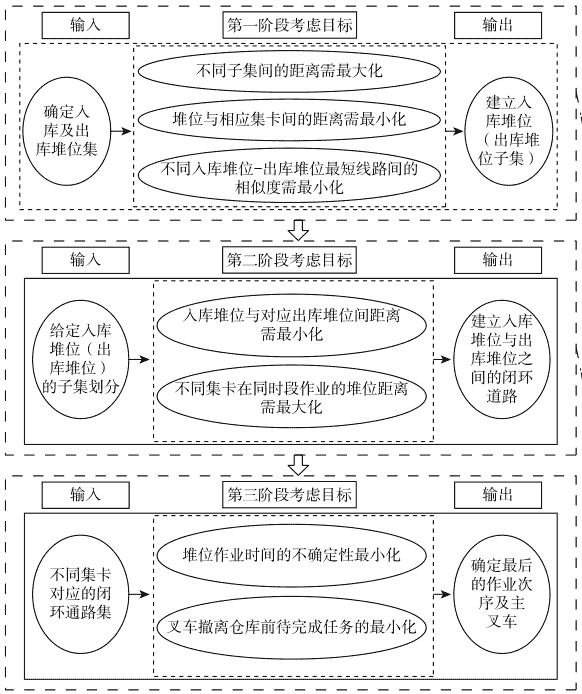 输入
第一阶段考虑目标
输出
确定入
库及出
库堆位集
不同子集间的距离需最大化
堆位与相应集卡间的距离需最小化
不同入库堆位-出库堆位最短线路间的
相似度需最小化
建立入
库堆位
（出库堆
位子集）
输入
第二阶段考虑目标
输出
给定入库
堆位（出
库堆位）
的子集划分
入库堆位与对应出库堆位间距离
需最小化
不同集卡在同时段作业的堆位距离
需最大化
建立入库
堆位与出
库堆位之
间的闭环
道路
输入
第三阶段考虑目标
输出
不同集卡
对应的闭
环通路集
堆位作业时间的不确定性最小化
叉车撤离仓库前待完成任务的最小化
确定最后
的作业次
序及主
叉车